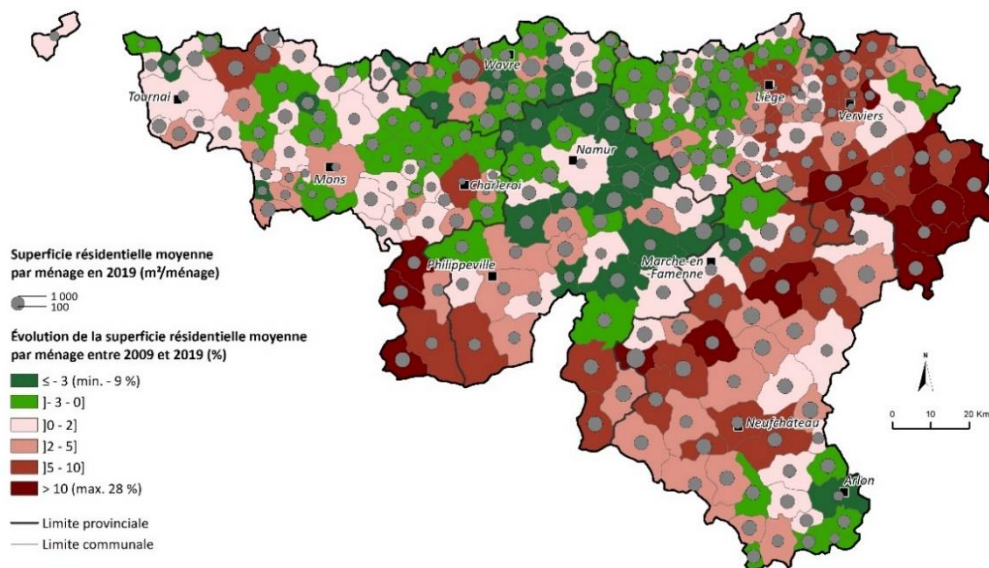 Wavre
Tournai
Liège
Verviers
Namur
Mons
Charleroi
Superficie résidentielle moyenne
par ménage en 2019 (m²/ménage)
1 000
100
Philippeville
Marche-en
-Famenne
Évolution de la superficie résidentielle moyenne
par ménage entre 2009 et 2019 (%)
≤ - 3 (min. - 9 %)
]- 3 - 0]
]0 - 2]
]2 - 5]
]5 - 10]
> 10 (max. 28 %)
N
0 10 20 Km
Neufchâteau
Arlon
Limite provinciale
Limite communale